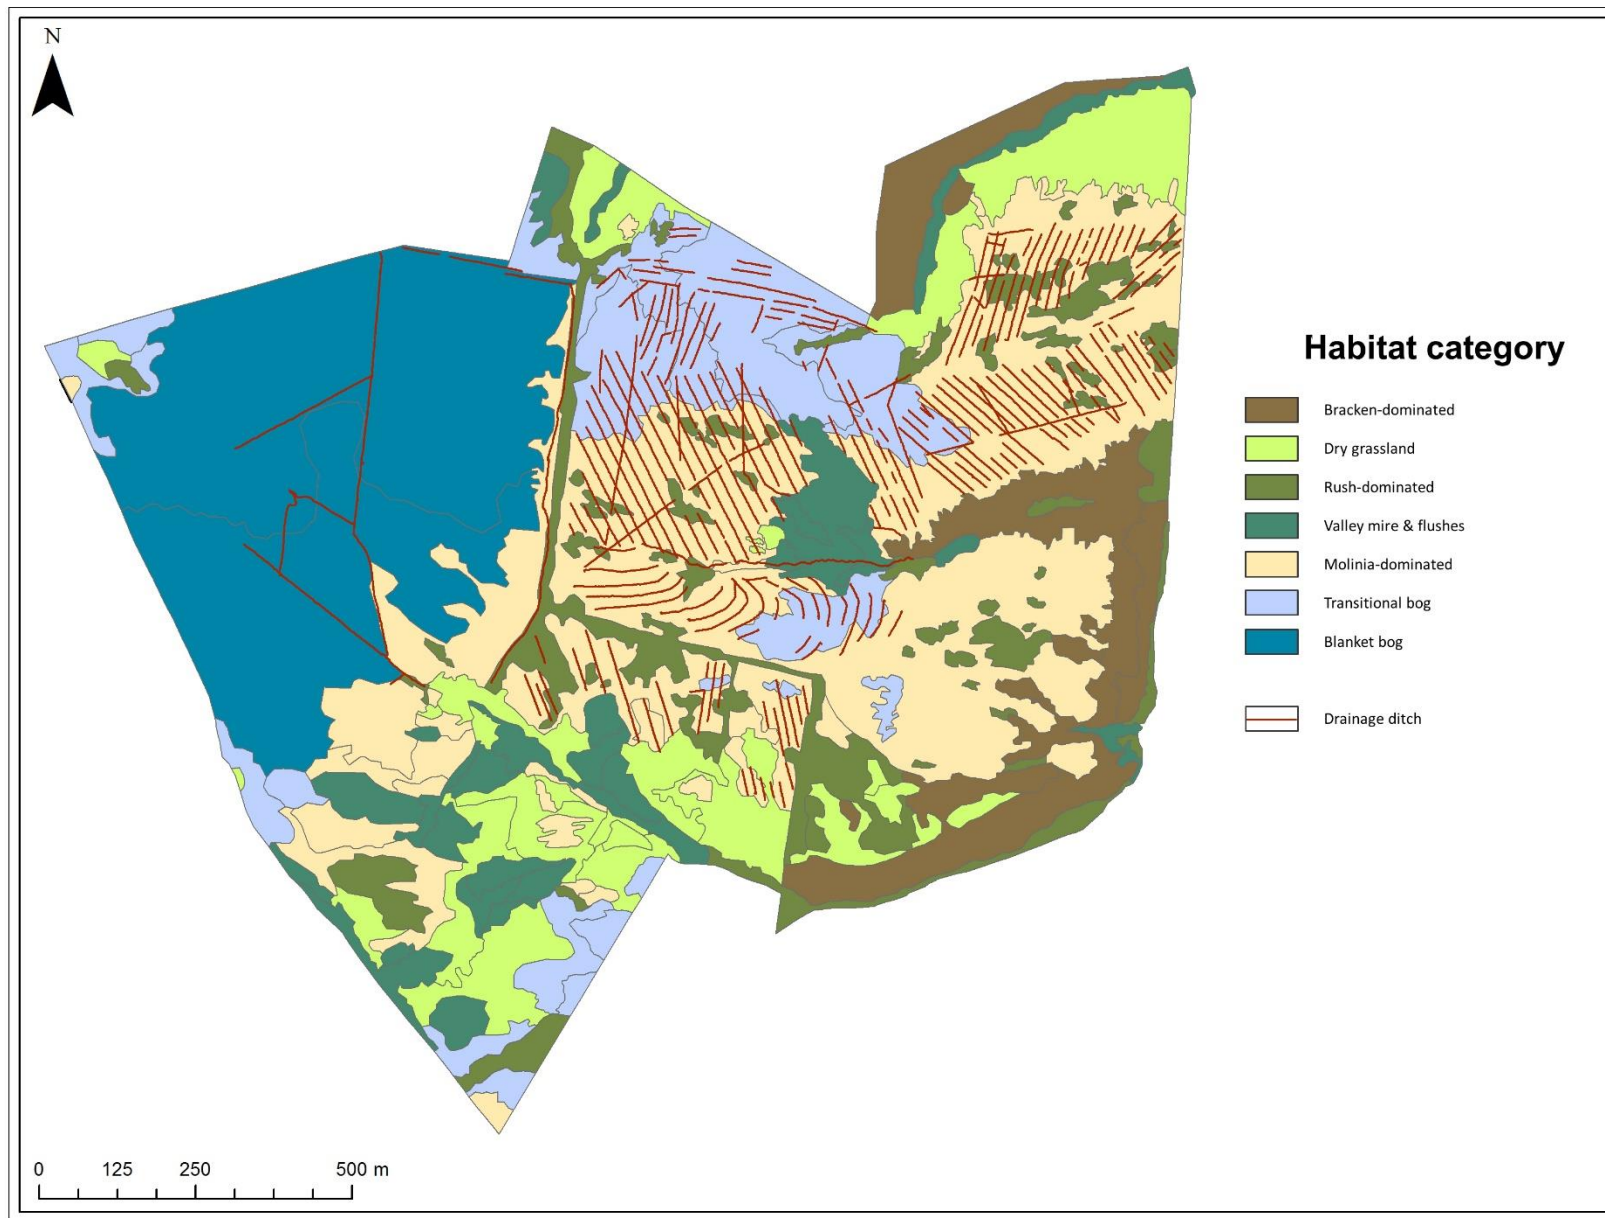 N
Habitat category
Bracken-dominated
Dry grassland
Rush-dominated
Valley mire & flushes
Molinia-dominated
Transitional bog
Blanket bog
Drainage ditch
0 125 250 500 m